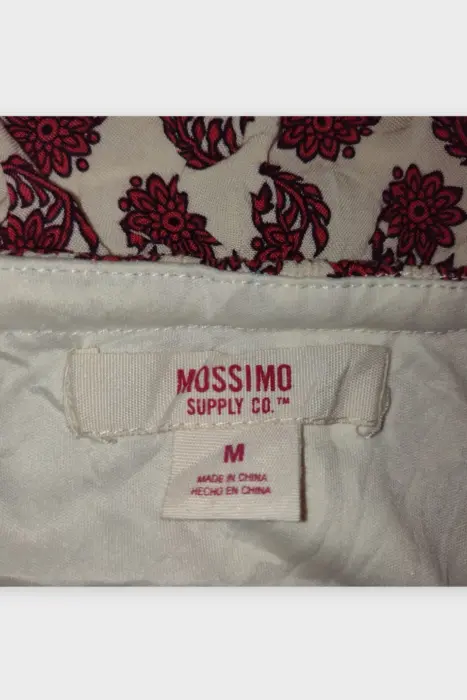 MOSSIMO
SUPPLY CO.™
M
MADE IN CHINA
HECHO EN CHINA